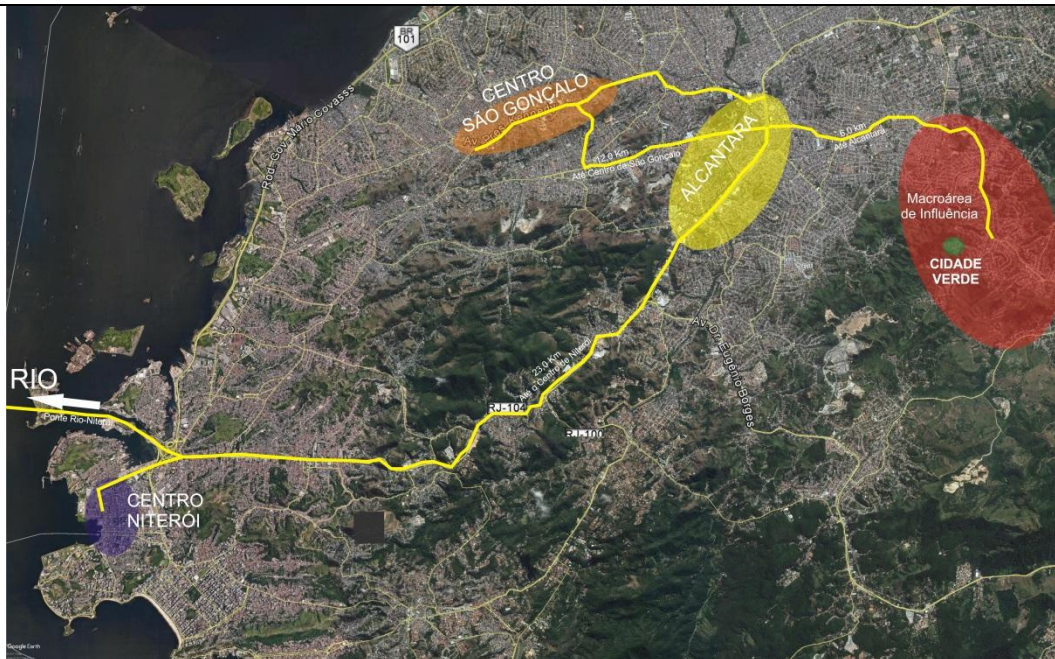 BR
101
CENTRO
SÃO GONÇALO
Rod Gov Mário Covasss
ALCANTARA
12,0 Km
Até Centro de São Gonçalo
6,0 km
Até Alcantara
Macroárea
de Influência
CIDADE
VERDE
Av. Dr. Eugênio Borges
23,0 Km
Até o Centro de Niterói
RJ-104
RJ-100
RIO
Ponte Rio-Niterói
CENTRO
NITERÓI
Google Earth